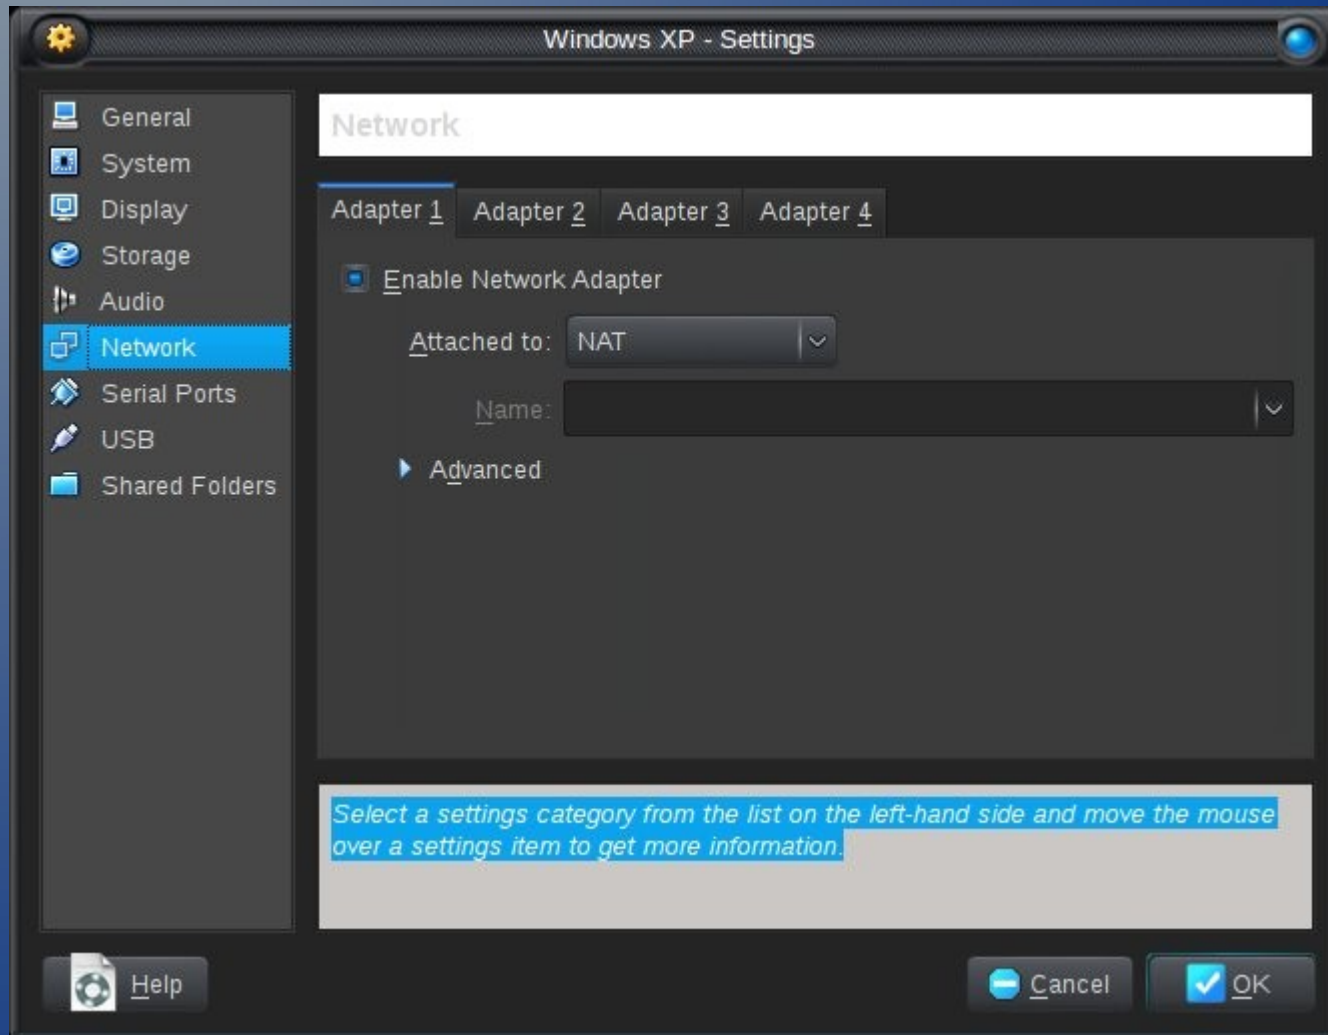 Windows XP - Settings
General
System
Display
Storage
Audio
Network
Serial Ports
USB
Shared Folders
Network
Adapter 1 Adapter 2 Adapter 3 Adapter 4
Enable Network Adapter
Attached to: NAT
Name:
Advanced
Select a settings category from the list on the left-hand side and move the mouse
over a settings item to get more information.
Help
Cancel
OK